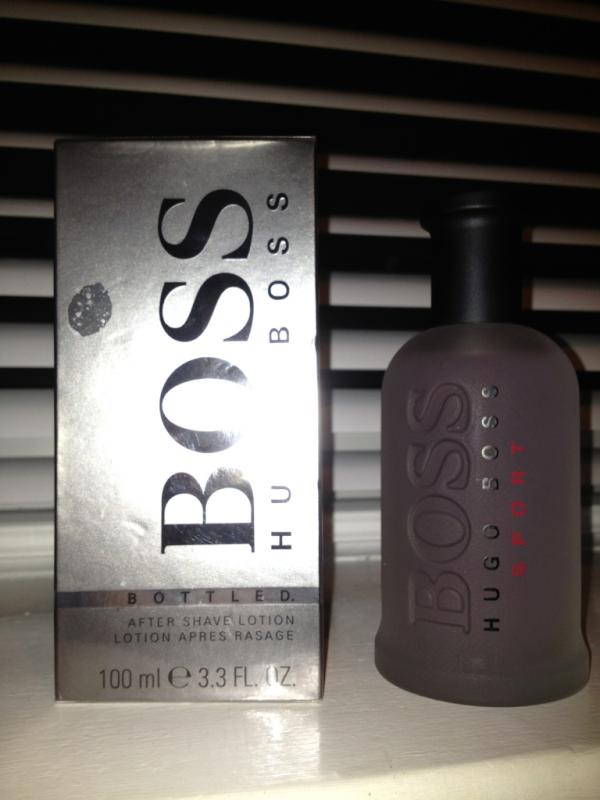 BOSS
HU BOSS
BOTTLED.
AFTER SHAVE LOTION
LOTION APRES RASAGE
100 ml e 3.3 FL. OZ.
BOSS
HUGO BOSS
SPORT